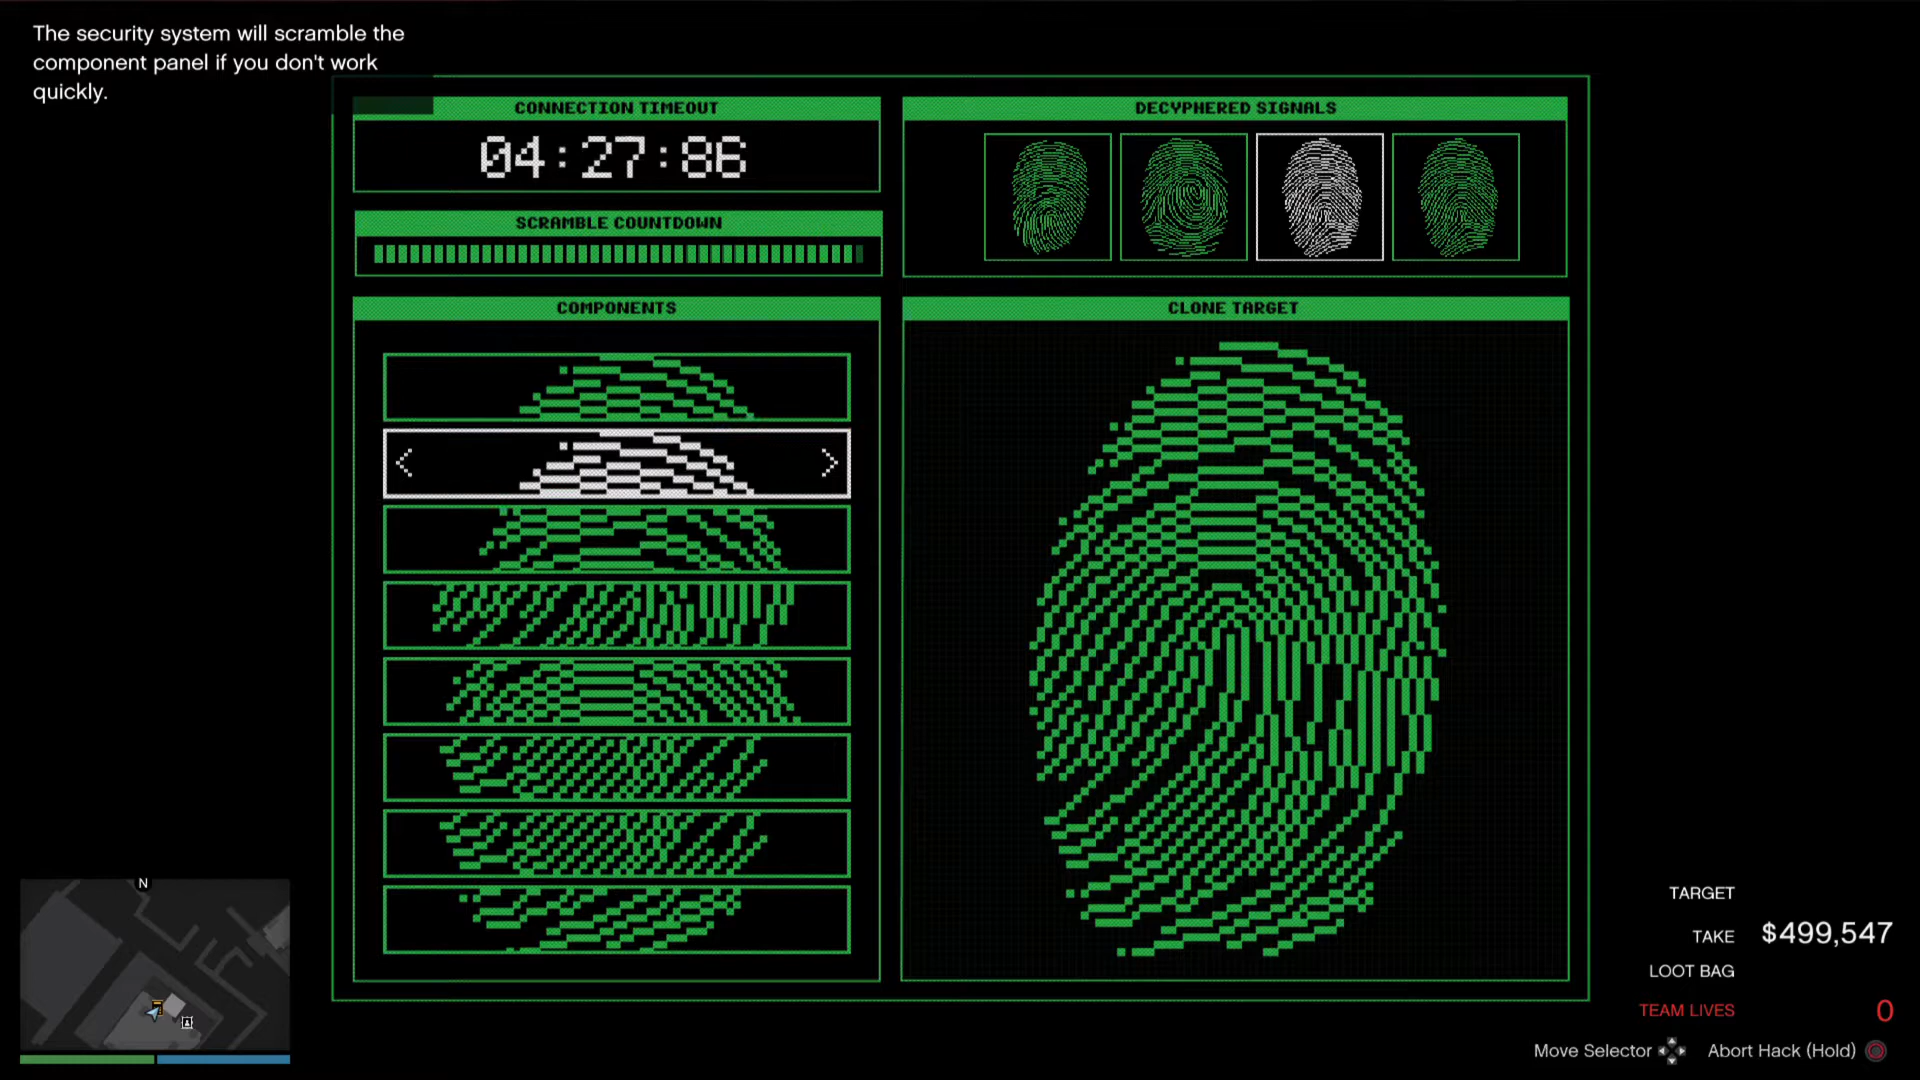 The security system will scramble the
component panel if you don't work
quickly.
CONNECTION TIMEOUT
04:27:86
SCRAMBLE COUNTDOWN
DECYPHERED SIGNALS
COMPONENTS
CLONE TARGET
N
TARGET
TAKE $499,547
LOOT BAG
TEAM LIVES 0
Move Selector Abort Hack (Hold)